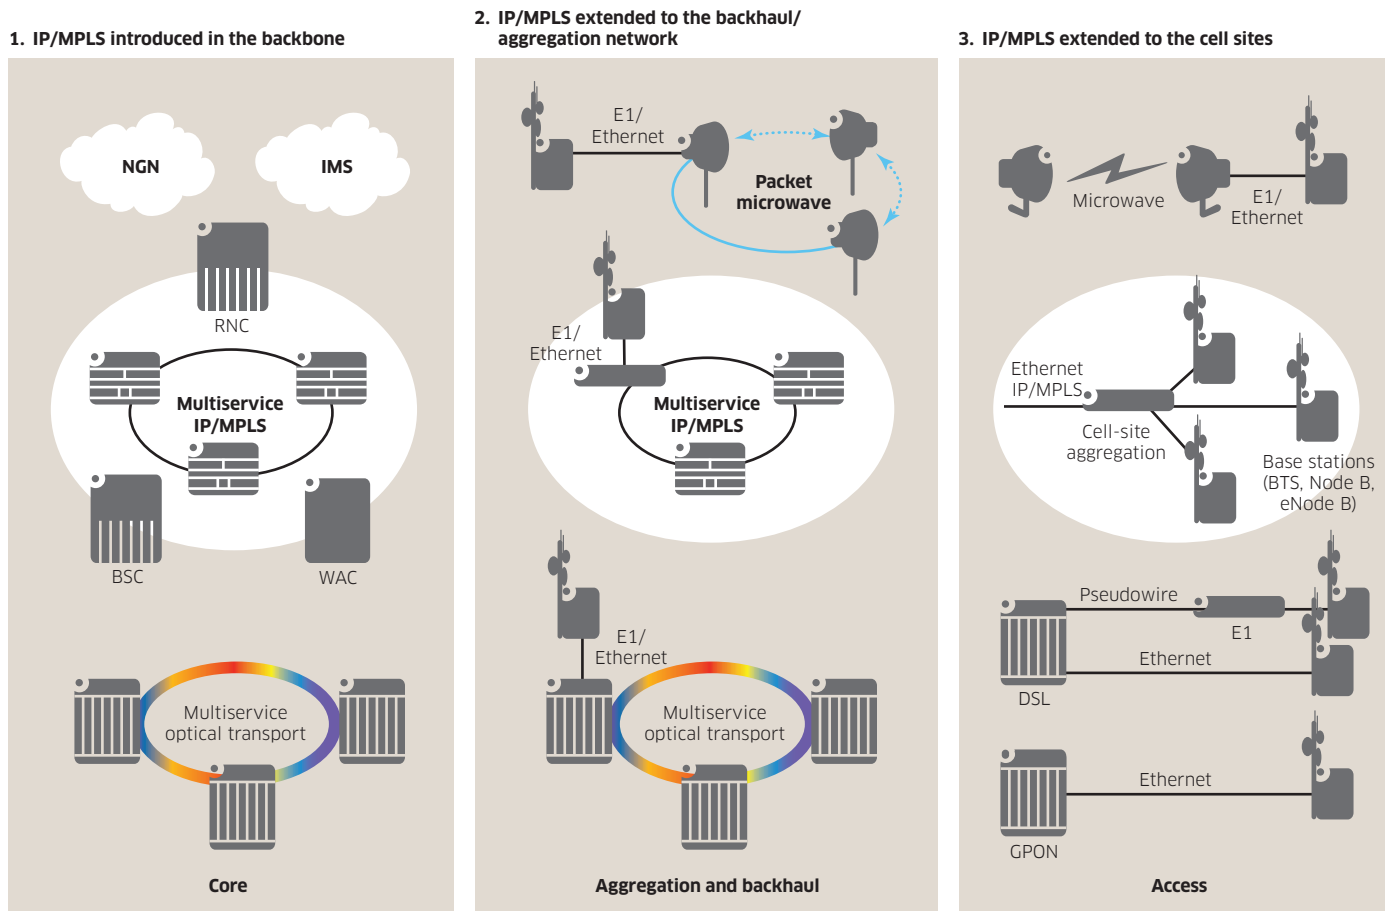 1. IP/MPLS introduced in the backbone
NGN
IMS
RNC
Multiservice
IP/MPLS
BSC
WAC
Multiservice
optical transport
Core
2. IP/MPLS extended to the backhaul/
aggregation network
E1/
Ethernet
Packet
microwave
E1/
Ethernet
Multiservice
IP/MPLS
E1/
Ethernet
Multiservice
optical transport
Aggregation and backhaul
3. IP/MPLS extended to the cell sites
Microwave
E1/
Ethernet
Ethernet
IP/MPLS
Cell-site
aggregation
Base stations
(BTS, Node B,
eNode B)
Pseudowire
E1
Ethernet
DSL
Ethernet
GPON
Access